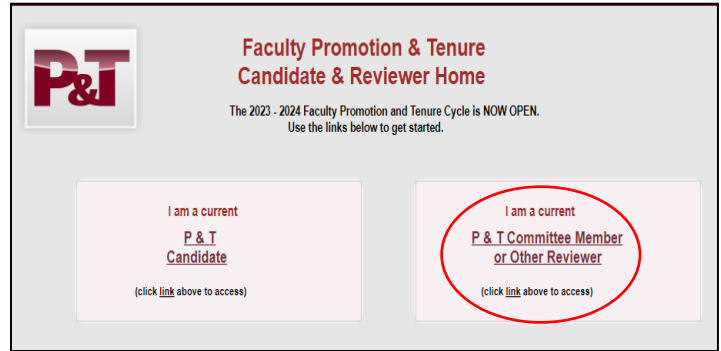 P&T
Faculty Promotion & Tenure
Candidate & Reviewer Home
The 2023 - 2024 Faculty Promotion and Tenure Cycle is NOW OPEN.
Use the links below to get started.
I am a current
P & T
Candidate
(click link above to access)
I am a current
P & T Committee Member
or Other Reviewer
(click link above to access)